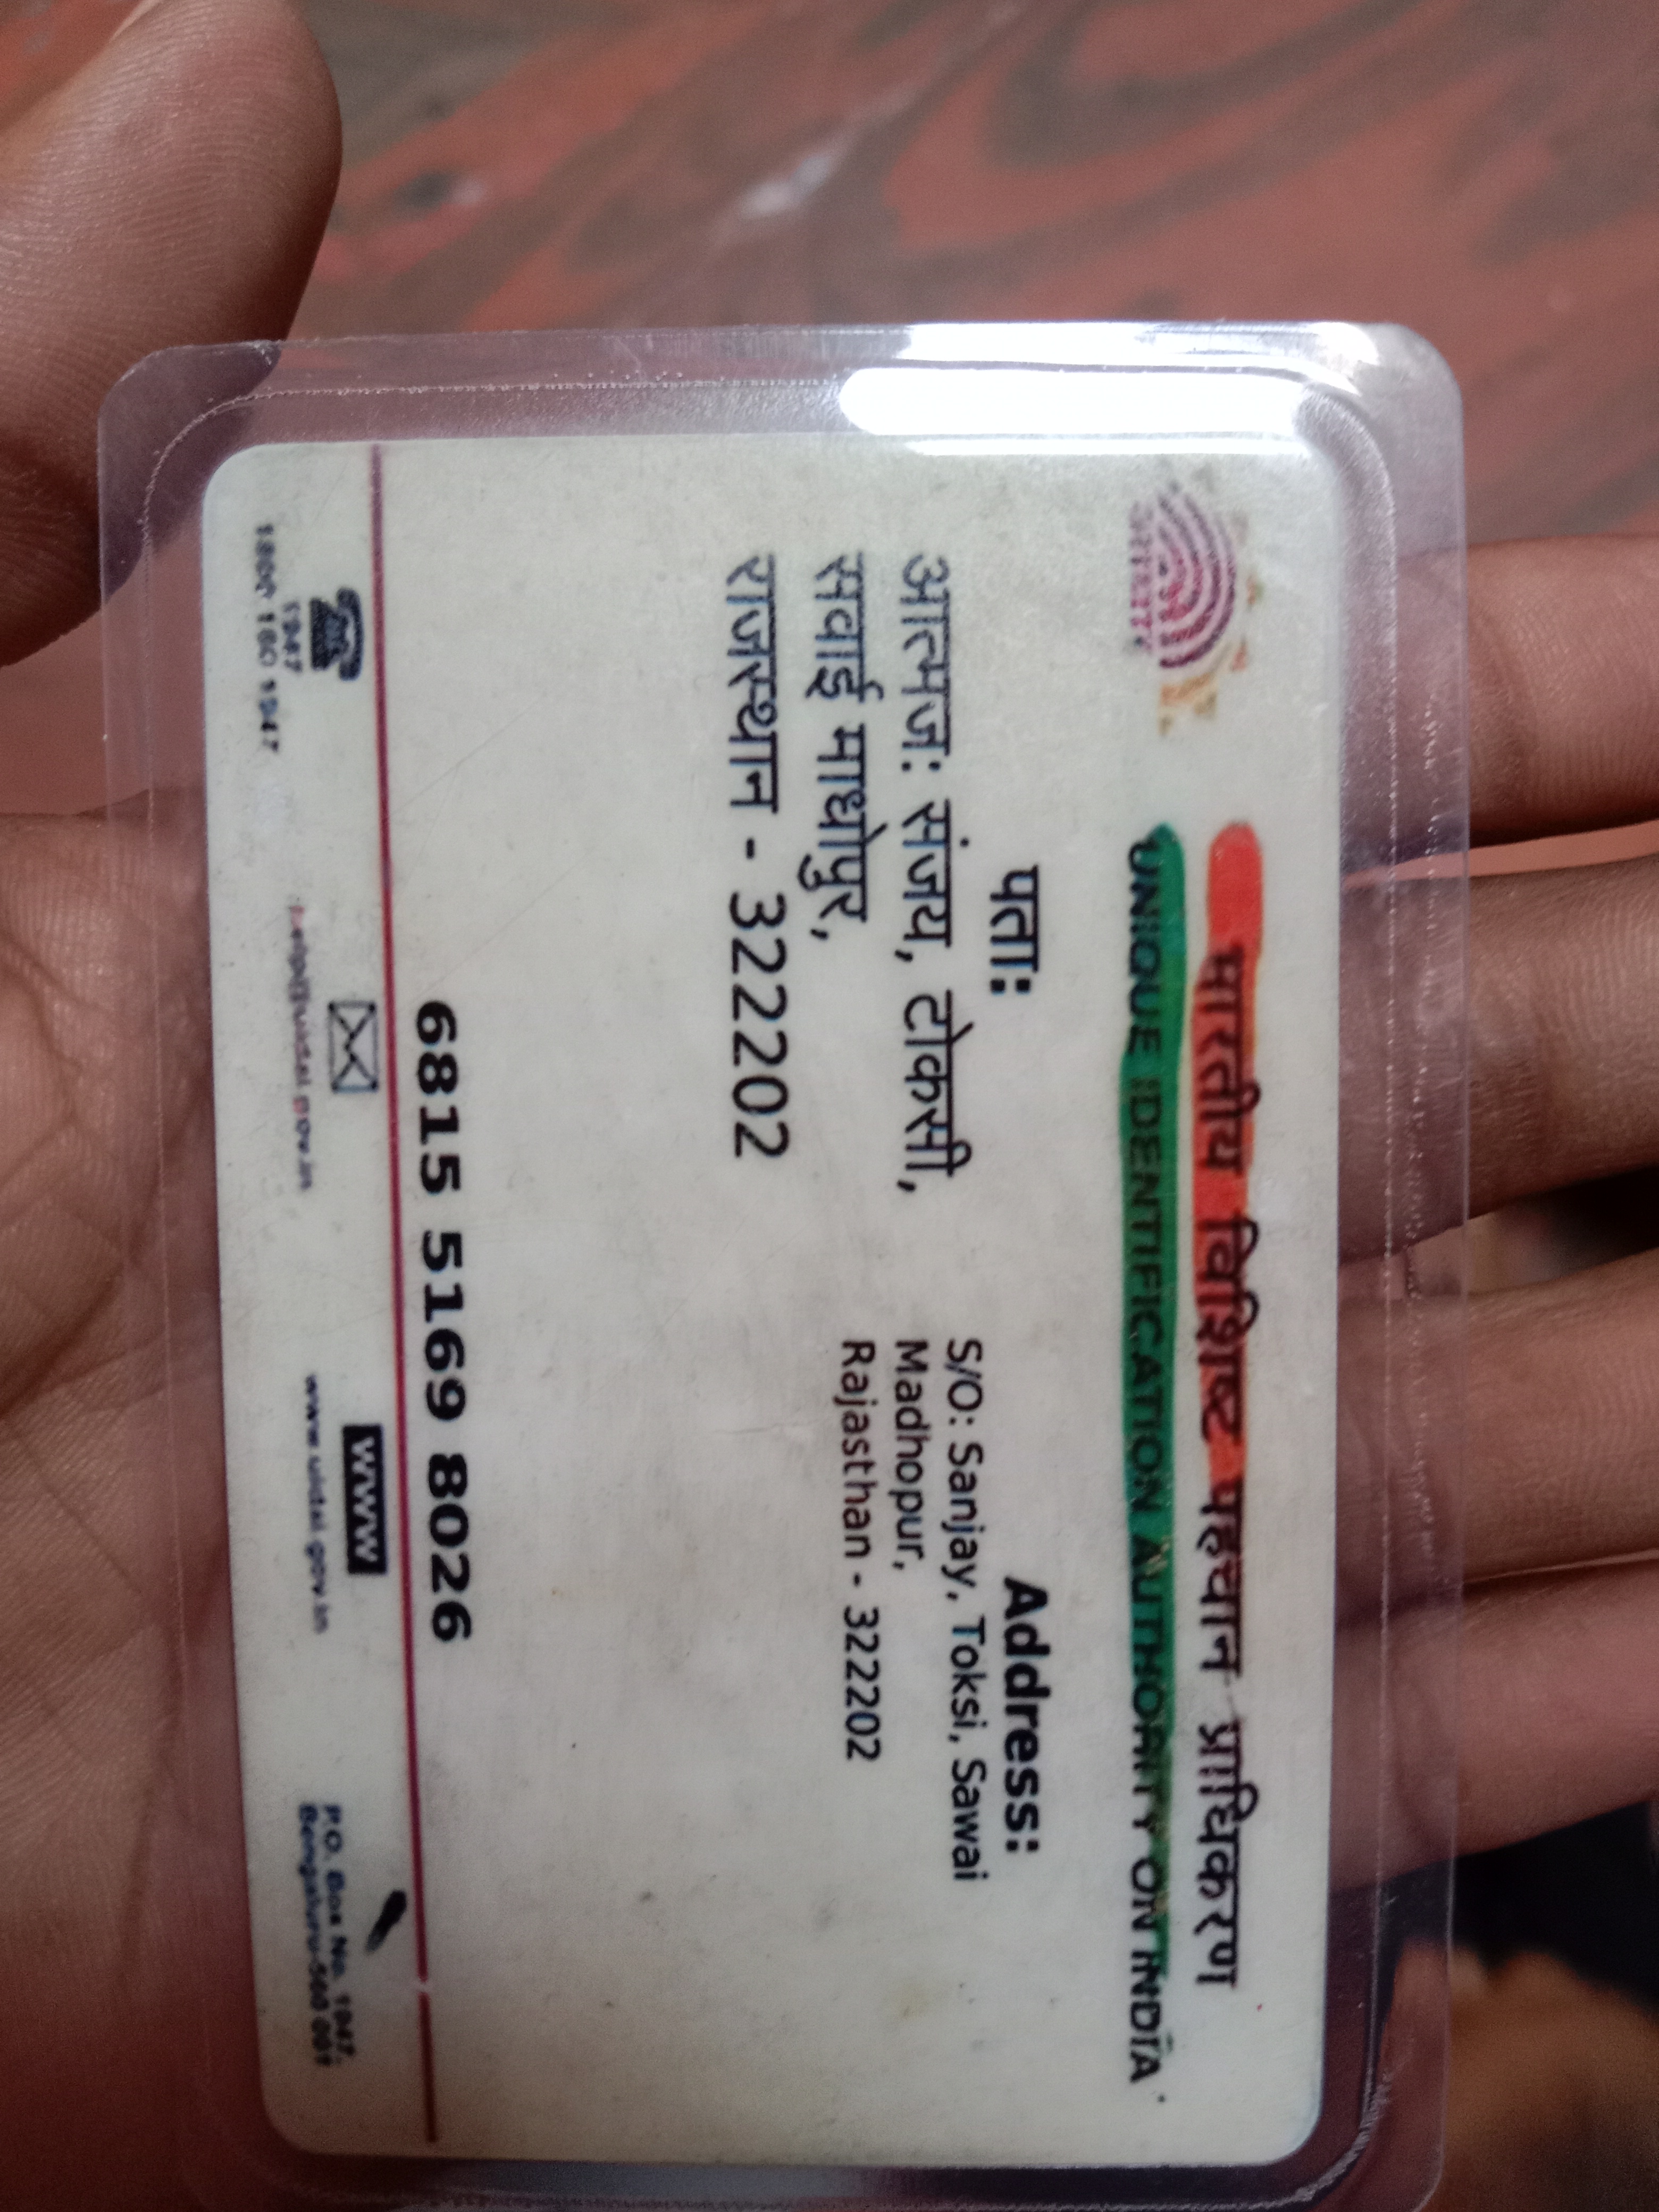 भारतीय विशिष्ट पहचान प्राधिकरण
UNIQUE IDENTIFICATION AUTHORITY ON INDIA
पताः
आत्मजः संजय, टोकसी,
सवाई माधोपुर,
राजस्थान - 322202
Address:
S/O: Sanjay, Toksi, Sawai
Madhopur,
Rajasthan - 322202
6815 5169 8026
1947
1800 180 1947
help@uidai.gov.in
WWW
www.uidai.gov.in
P.O. Box No. 1947,
Bengaluru-560 001